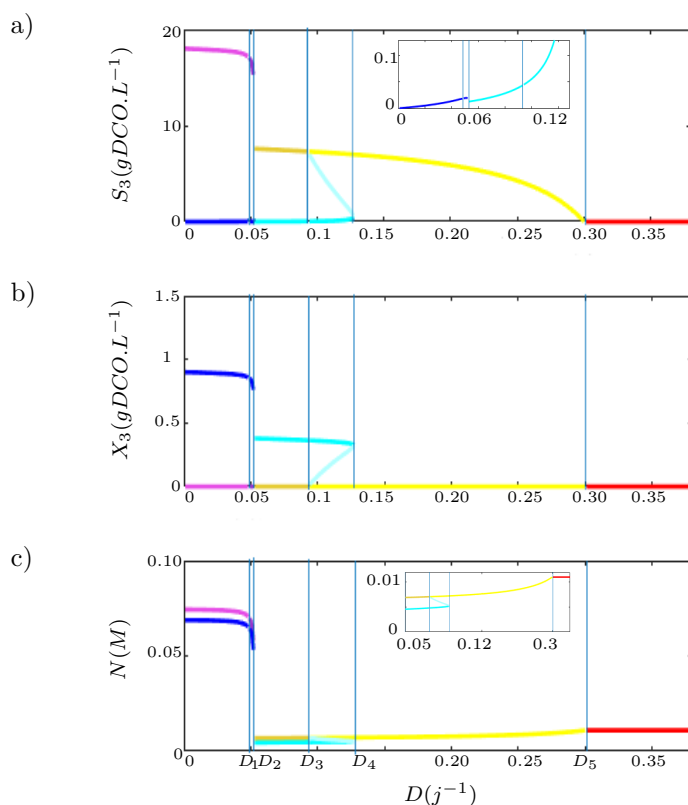 a)
S₃(gDCO.L⁻¹)
20
10
0
0 0.05 0.1 0.15 0.20 0.25 0.30 0.35
0.1
0
0 0.06 0.12
b)
X₃(gDCO.L⁻¹)
1.5
1
0.5
0
0 0.05 0.1 0.15 0.20 0.25 0.30 0.35
c)
N(M)
0.10
0.05
0
0.01
0
0.05 0.12 0.3
D₁D₂ D₃ D₄ D₅
D(j⁻¹)